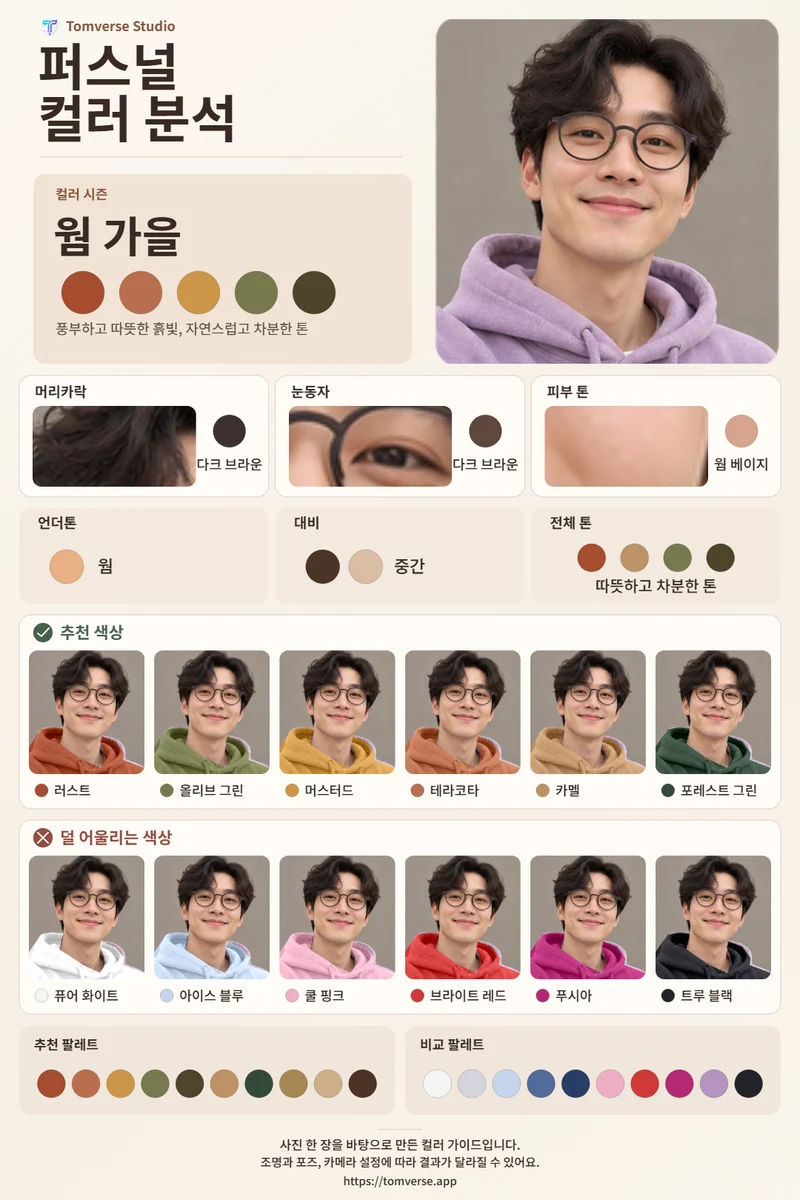 Tomverse Studio
퍼스널
컬러 분석
컬러 시즌
웜 가을
풍부하고 따뜻한 흙빛, 자연스럽고 차분한 톤
머리카락
다크 브라운
눈동자
다크 브라운
피부 톤
웜 베이지
언더톤
웜
대비
중간
전체 톤
따뜻하고 차분한 톤
추천 색상
러스트
올리브 그린
머스터드
테라코타
카멜
포레스트 그린
덜 어울리는 색상
퓨어 화이트
아이스 블루
쿨 핑크
브라이트 레드
푸시아
트루 블랙
추천 팔레트
비교 팔레트
사진 한 장을 바탕으로 만든 컬러 가이드입니다.
조명과 포즈, 카메라 설정에 따라 결과가 달라질 수 있어요.
https://tomverse.app